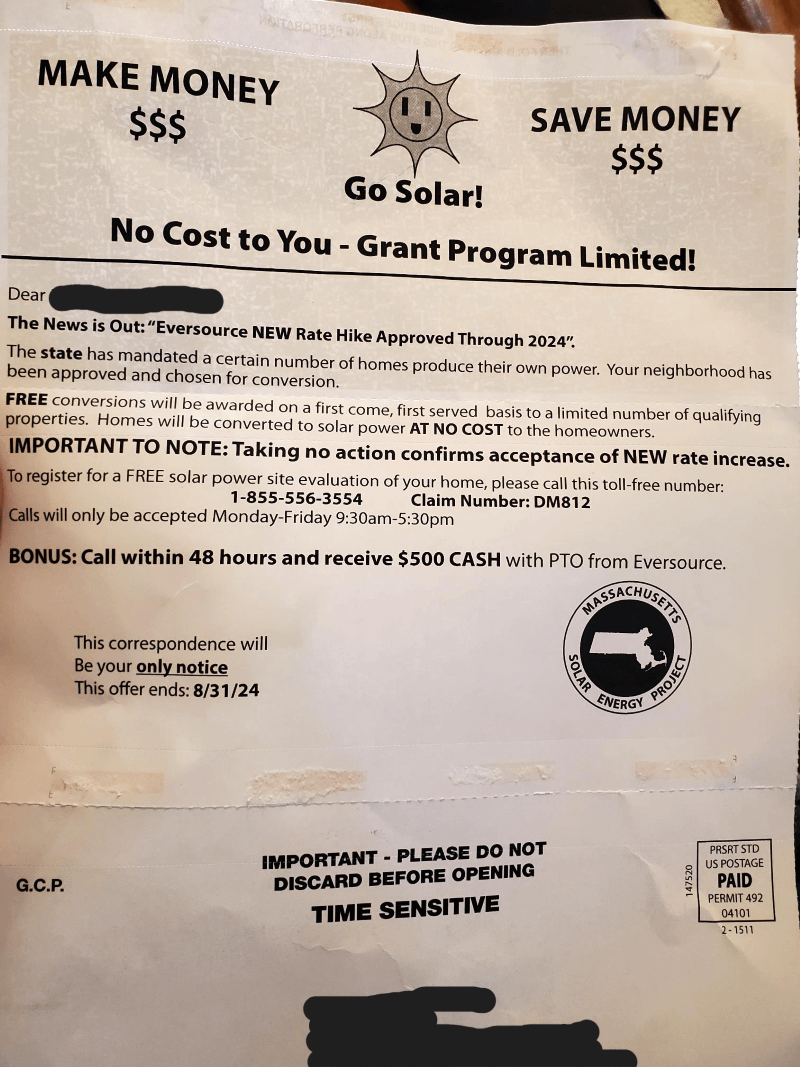 MAKE MONEY
$$$
SAVE MONEY
$$$
Go Solar!
No Cost to You - Grant Program Limited!
Dear
The News is Out: “Eversource NEW Rate Hike Approved Through 2024”.
The state has mandated a certain number of homes produce their own power. Your neighborhood has
been approved and chosen for conversion.
FREE conversions will be awarded on a first come, first served basis to a limited number of qualifying
properties. Homes will be converted to solar power AT NO COST to the homeowners.
IMPORTANT TO NOTE: Taking no action confirms acceptance of NEW rate increase.
To register for a FREE solar power site evaluation of your home, please call this toll-free number:
1-855-556-3554 Claim Number: DM812
Calls will only be accepted Monday-Friday 9:30am-5:30pm
BONUS: Call within 48 hours and receive $500 CASH with PTO from Eversource.
This correspondence will
Be your only notice
This offer ends: 8/31/24
MASSACHUSETTS
SOLAR ENERGY PROJECT
G.C.P.
IMPORTANT - PLEASE DO NOT
DISCARD BEFORE OPENING
TIME SENSITIVE
147520
PRSRT STD
US POSTAGE
PAID
PERMIT 492
04101
2 - 1511